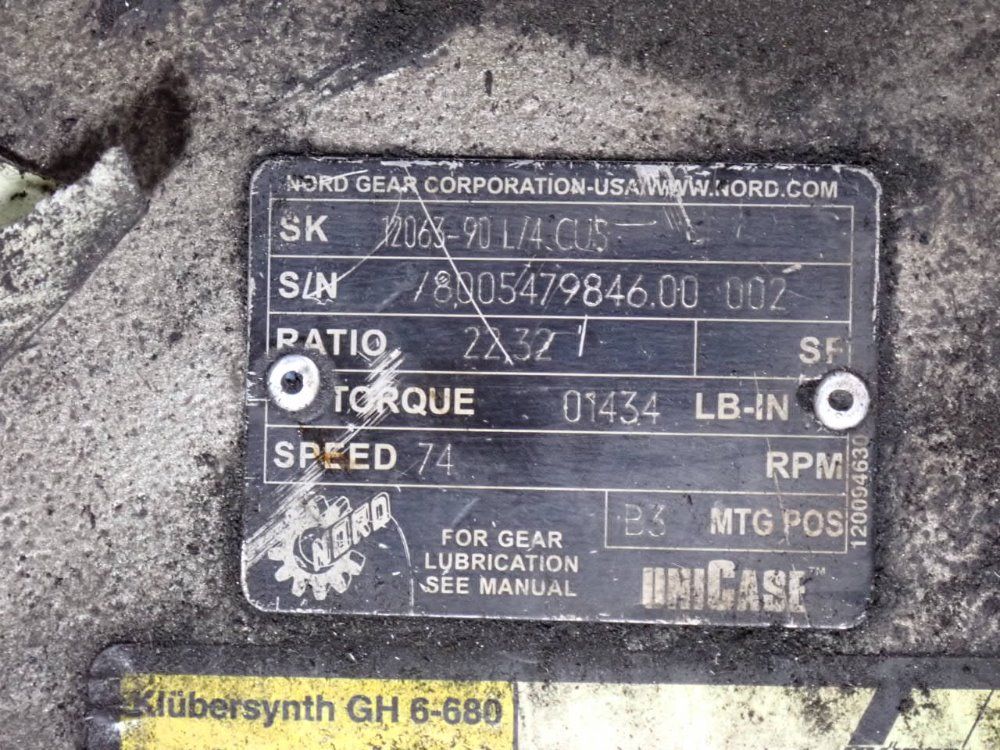 NORD GEAR CORPORATION-USA/WWW.NORD.COM
SK 12063-90 L/4 CUS
S/N /8005479846.00 002
RATIO 22.32 SF
TORQUE 01434 LB-IN
SPEED 74 RPM
B3 MTG POS
120094630
NORD
FOR GEAR
LUBRICATION
SEE MANUAL
UNICASE™
Klübersynth GH 6-680